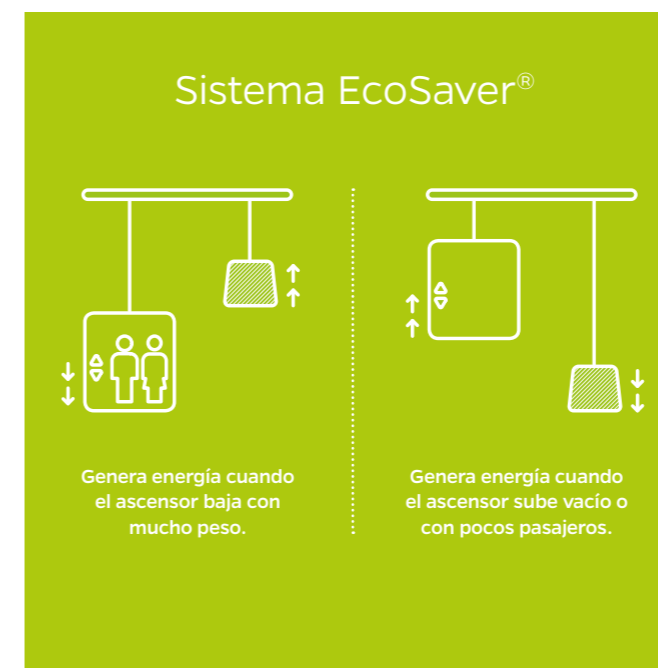 Sistema EcoSaver®
Genera energía cuando
el ascensor baja con
mucho peso.
Genera energía cuando
el ascensor sube vacío o
con pocos pasajeros.